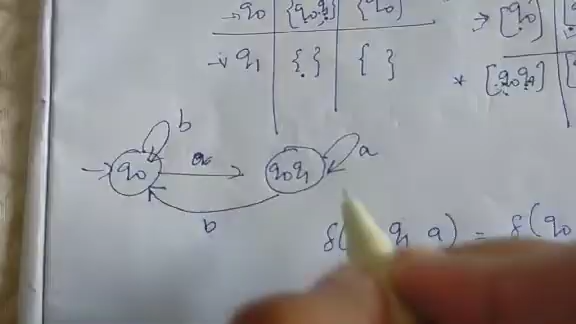 →q0 {q0q1} {q0} → [q0]
→q1 { } { } * [q0q1]
b
q0 a q0q1 a
b
δ( q1 a) = δ(q0